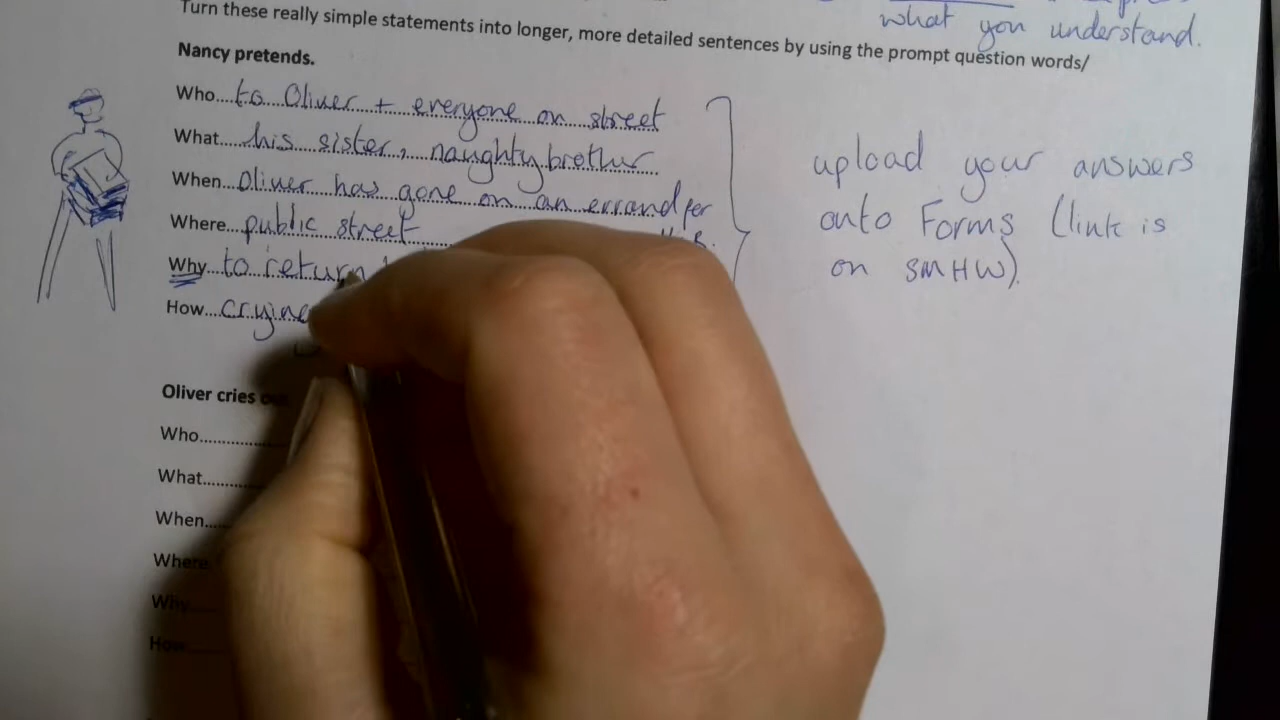 what you understand.
Turn these really simple statements into longer, more detailed sentences by using the prompt question words/
Nancy pretends.
Who...to Oliver + everyone on street
What...his sister, naughty brother
When...Oliver has gone on an errand for
Where...public street
Why...to return
How...crying
upload your answers
onto Forms (link is
on SMHW).
Oliver cries
Who...............
What.......
When...
Where
Why
How